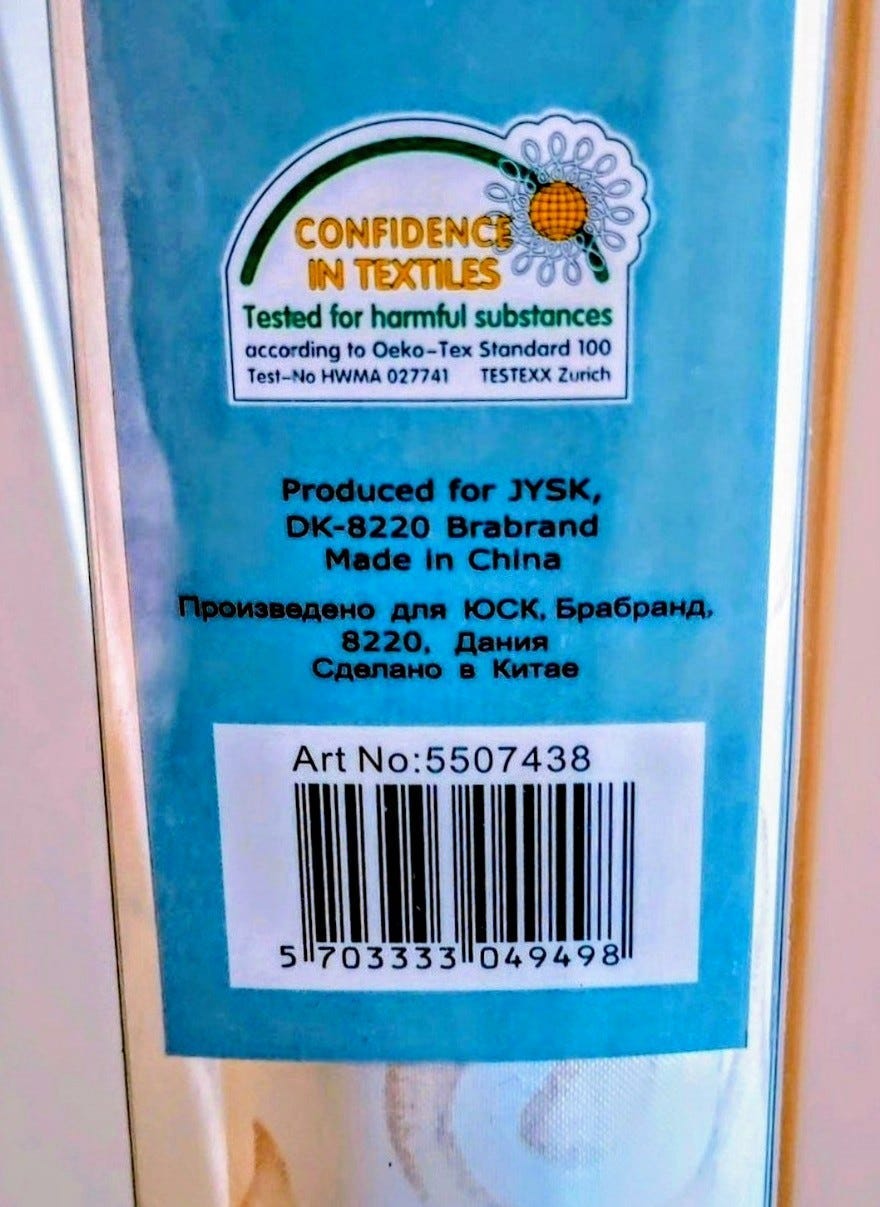 CONFIDENCE
IN TEXTILES
Tested for harmful substances
according to Oeko-Tex Standard 100
Test-No HWMA 027741 TESTEXX Zurich
Produced for JYSK,
DK-8220 Brabrand
Made in China
Произведено для ЮСК, Брабранд,
8220, Дания
Сделано в Китае
Art No:5507438
5 703333 049498